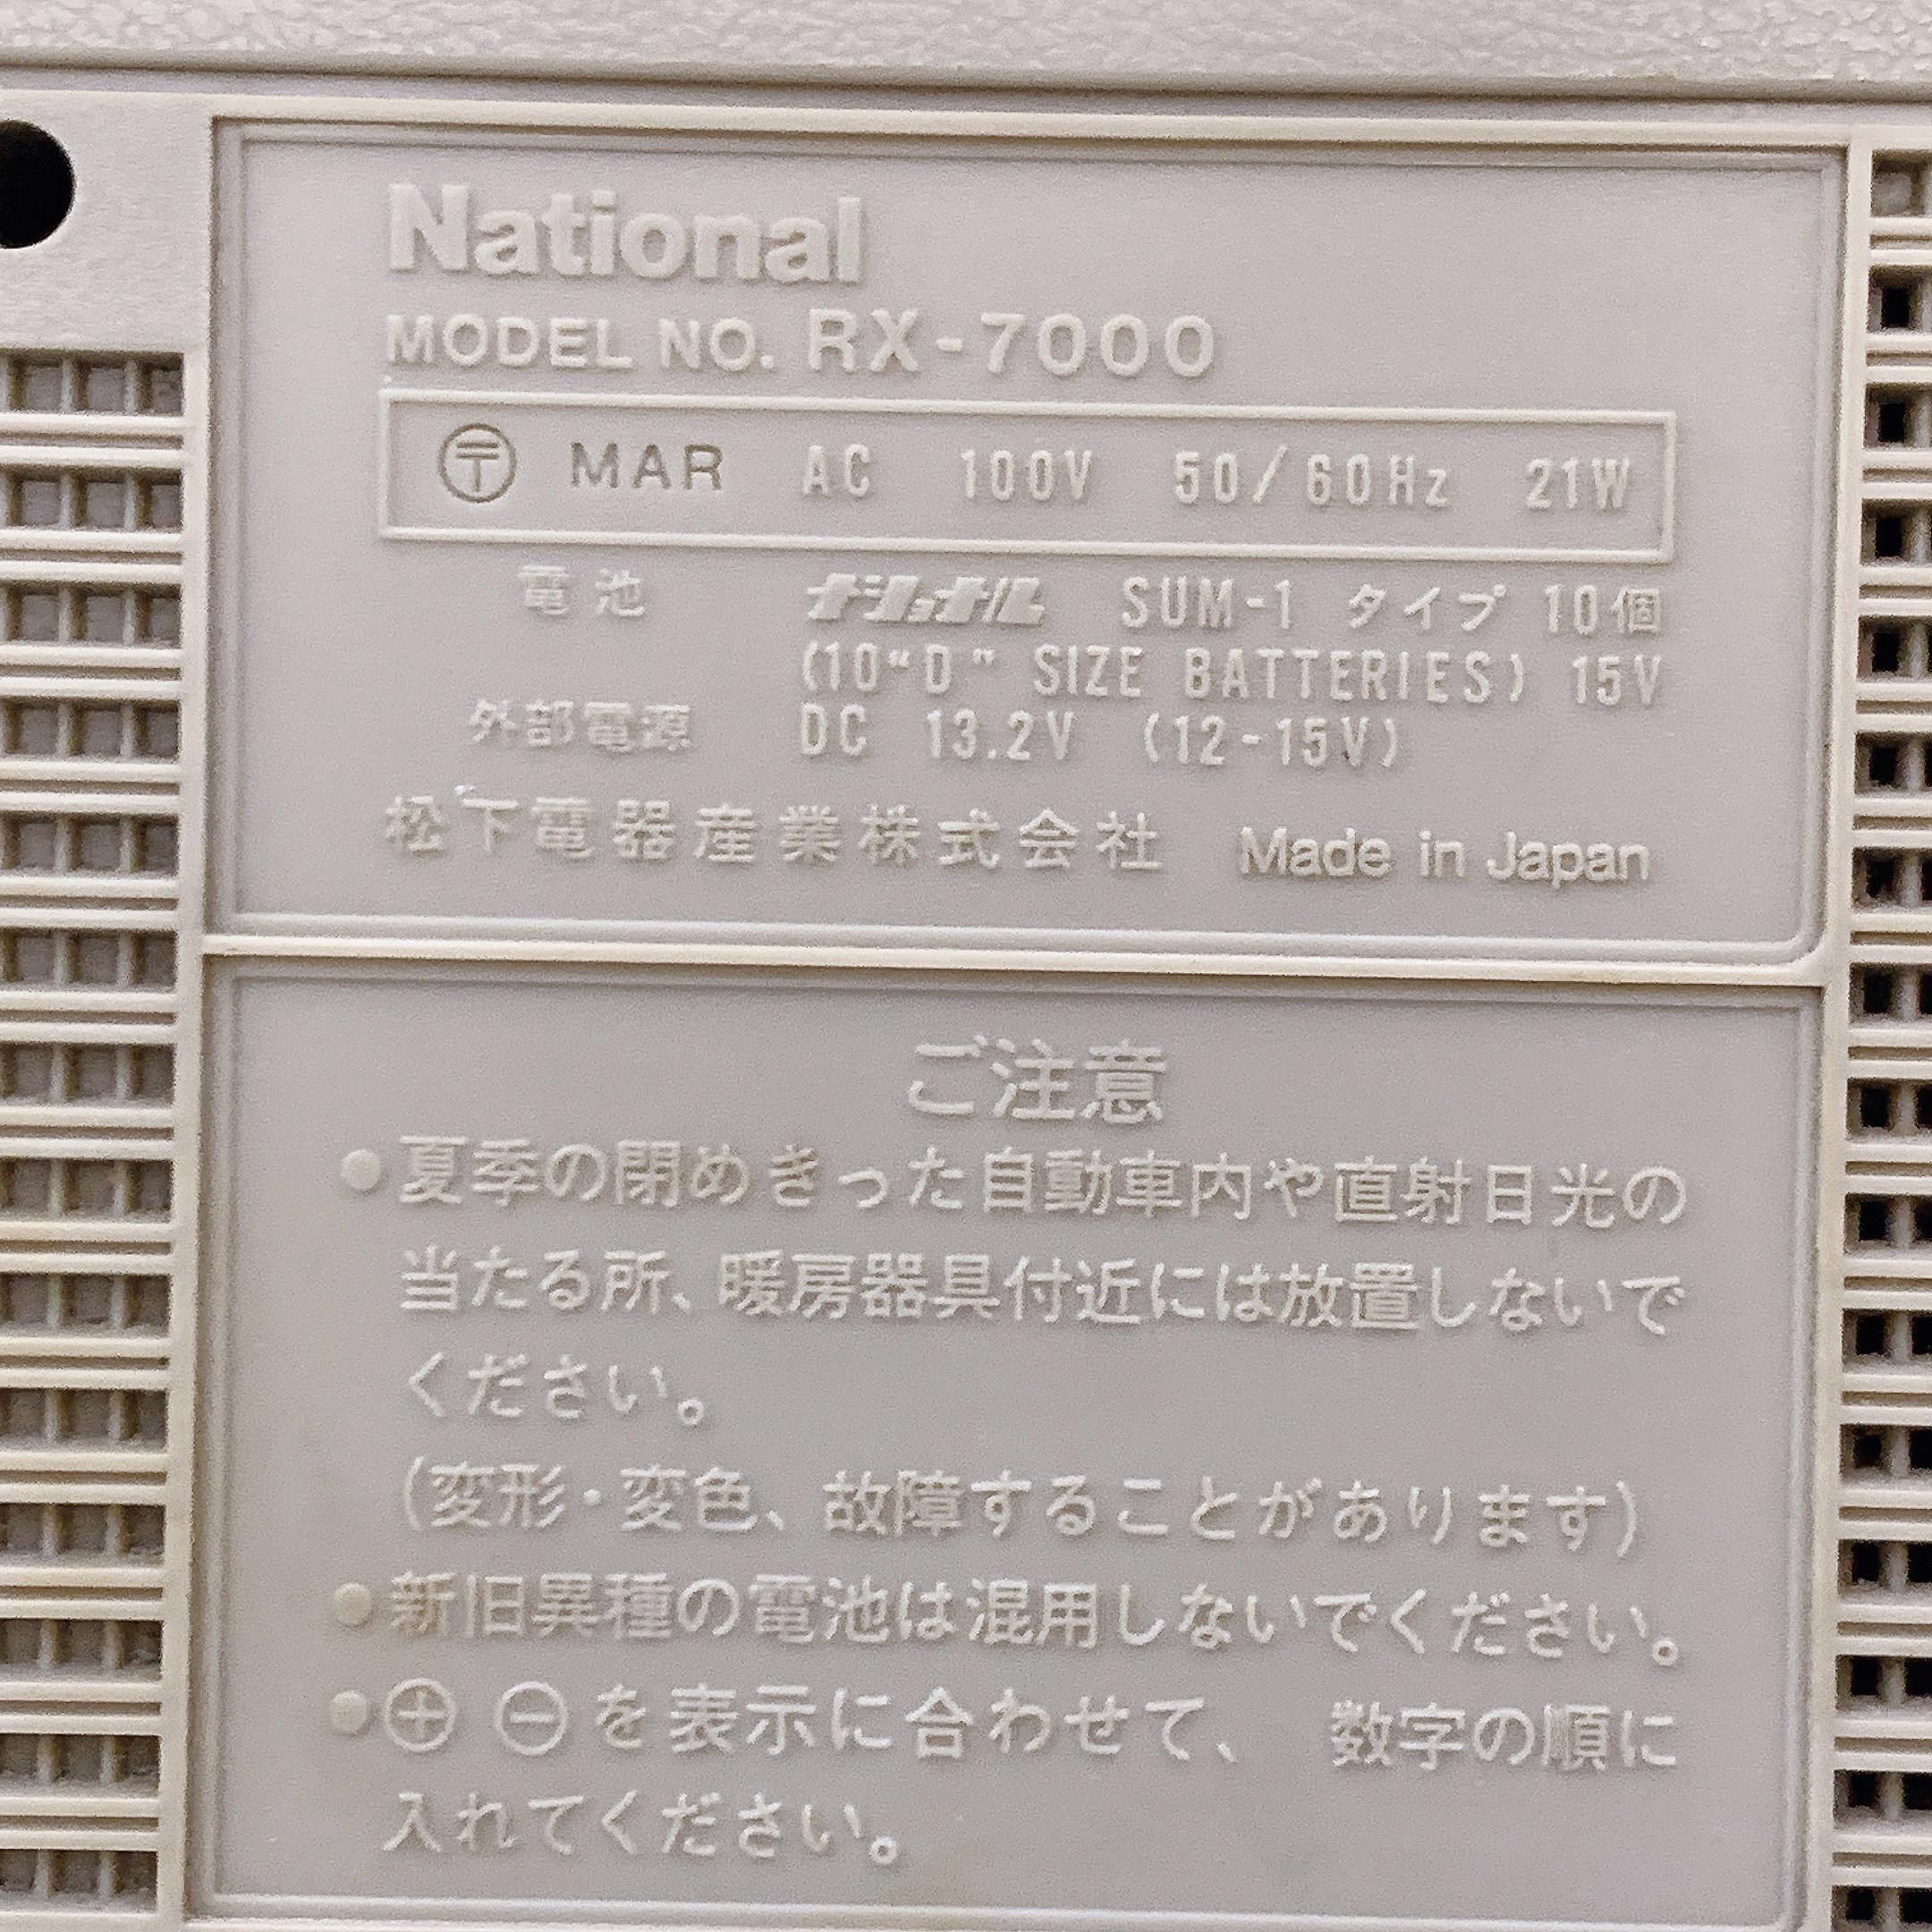 National
MODEL NO. RX-7000
〒 MAR AC 100V 50/60Hz 21W
電池 ナショナル SUM-1 タイプ 10個
(10“D” SIZE BATTERIES) 15V
外部電源 DC 13.2V (12-15V)
松下電器産業株式会社 Made in Japan
ご注意
●夏季の閉めきった自動車内や直射日光の
当たる所、暖房器具付近には放置しないで
ください。
(変形・変色、故障することがあります)
●新旧異種の電池は混用しないでください。
●⊕ ⊖を表示に合わせて、 数字の順に
入れてください。